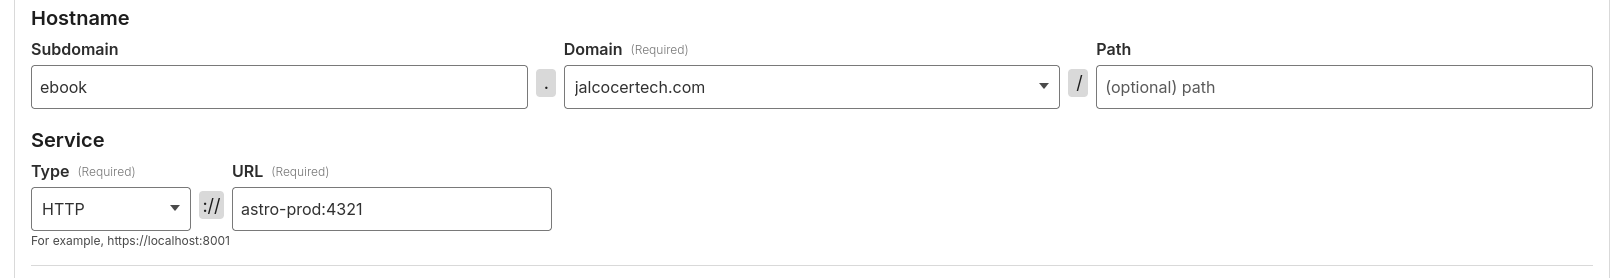 Hostname
Subdomain Domain (Required) Path
ebook . jalcocertech.com / (optional) path
Service
Type (Required) URL (Required)
HTTP :// astro-prod:4321
For example, https://localhost:8001